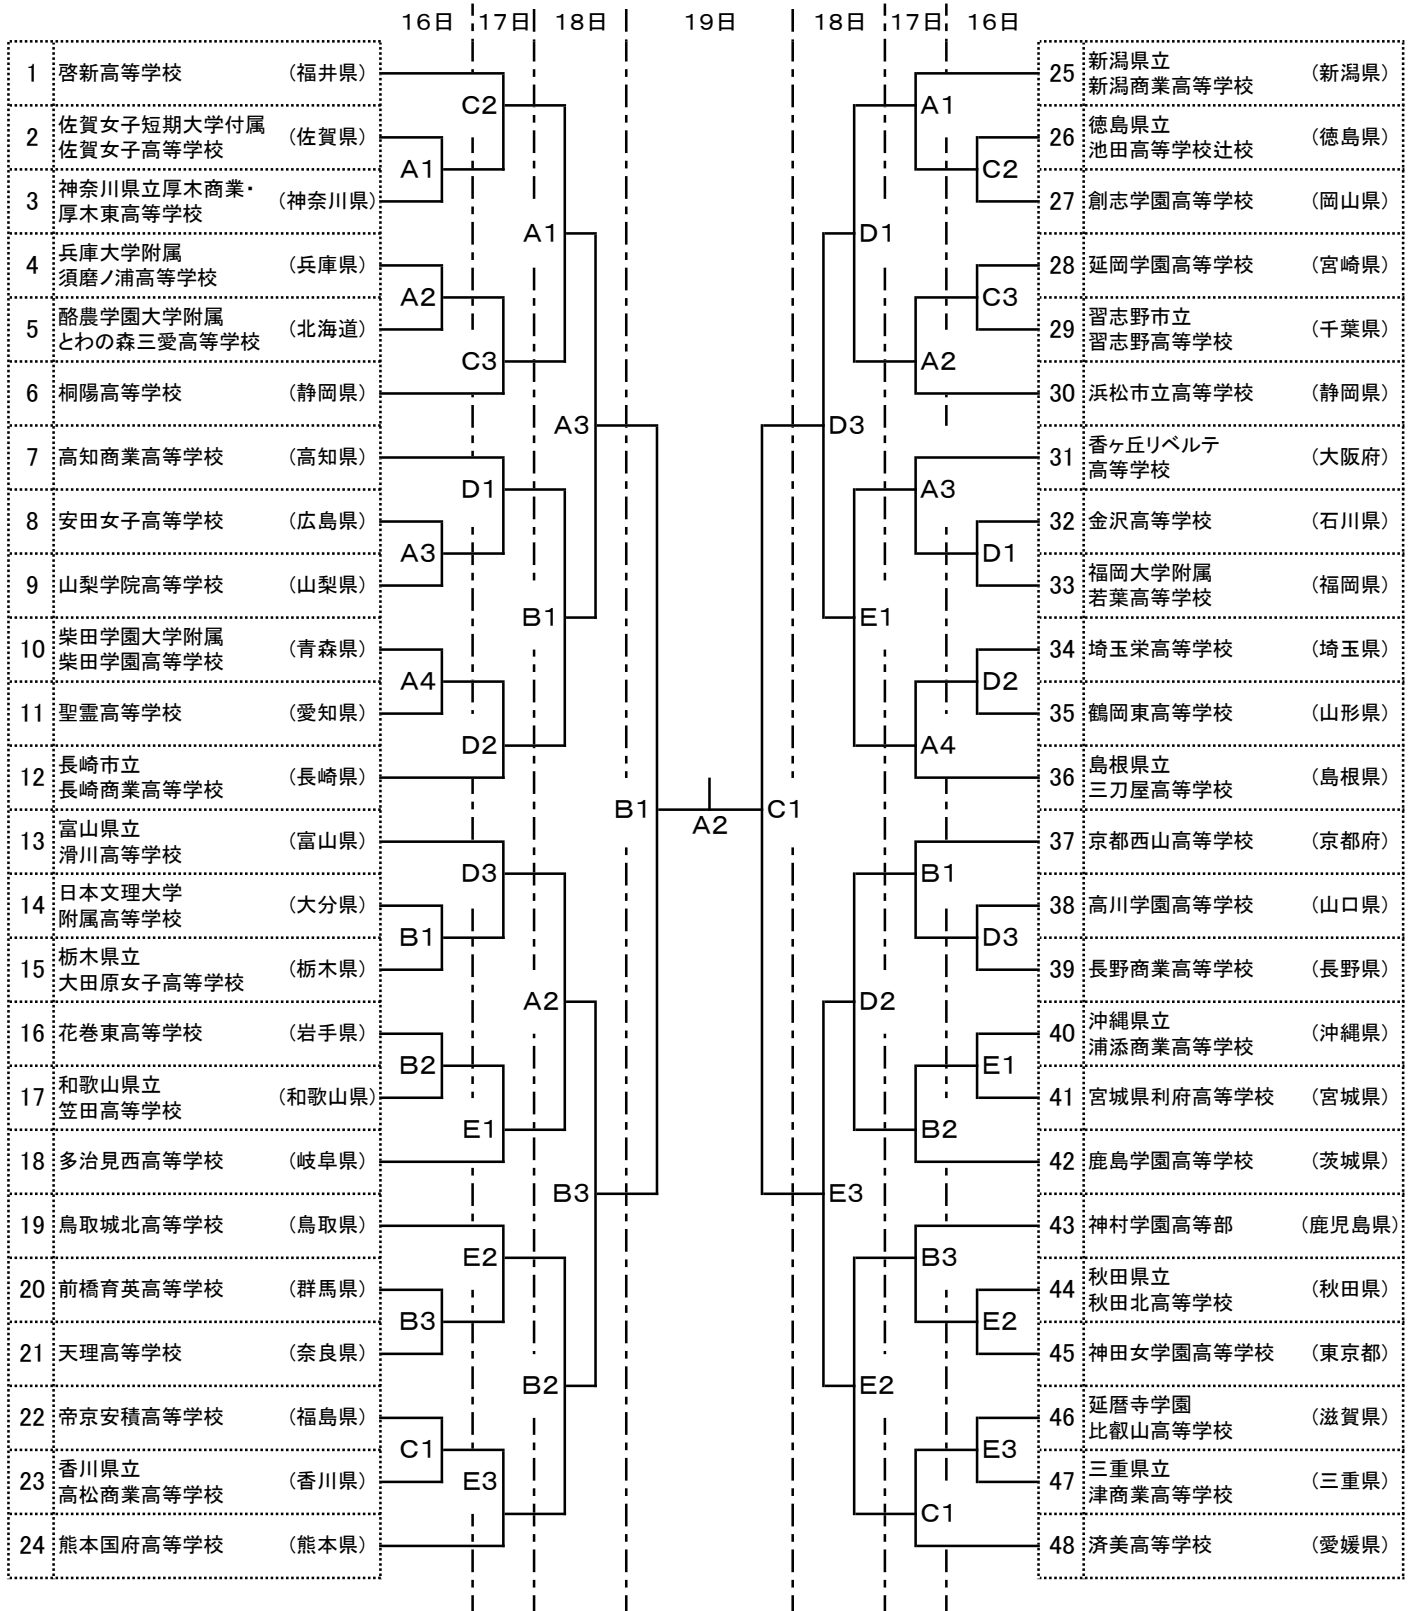 16日 17日 18日 19日 18日 17日 16日
1 啓新高等学校 (福井県)
2 佐賀女子短期大学付属
佐賀女子高等学校 (佐賀県)
3 神奈川県立厚木商業・
厚木東高等学校 (神奈川県)
4 兵庫大学附属
須磨ノ浦高等学校 (兵庫県)
5 酪農学園大学附属
とわの森三愛高等学校 (北海道)
6 桐陽高等学校 (静岡県)
7 高知商業高等学校 (高知県)
8 安田女子高等学校 (広島県)
9 山梨学院高等学校 (山梨県)
10 柴田学園大学附属
柴田学園高等学校 (青森県)
11 聖霊高等学校 (愛知県)
12 長崎市立
長崎商業高等学校 (長崎県)
13 富山県立
滑川高等学校 (富山県)
14 日本文理大学
附属高等学校 (大分県)
15 栃木県立
大田原女子高等学校 (栃木県)
16 花巻東高等学校 (岩手県)
17 和歌山県立
笠田高等学校 (和歌山県)
18 多治見西高等学校 (岐阜県)
19 鳥取城北高等学校 (鳥取県)
20 前橋育英高等学校 (群馬県)
21 天理高等学校 (奈良県)
22 帝京安積高等学校 (福島県)
23 香川県立
高松商業高等学校 (香川県)
24 熊本国府高等学校 (熊本県)
A1
A2
A3
A4
B1
B2
B3
C1
C2
C3
D1
D2
D3
E1
E2
E3
A1
B1
A2
B2
A3
B3
B1
A2
C1
D3
E3
D1
E1
D2
E2
A1
A2
A3
A4
B1
B2
B3
C1
C2
C3
D1
D2
D3
E1
E2
E3
25 新潟県立
新潟商業高等学校 (新潟県)
26 徳島県立
池田高等学校辻校 (徳島県)
27 創志学園高等学校 (岡山県)
28 延岡学園高等学校 (宮崎県)
29 習志野市立
習志野高等学校 (千葉県)
30 浜松市立高等学校 (静岡県)
31 香ヶ丘リベルテ
高等学校 (大阪府)
32 金沢高等学校 (石川県)
33 福岡大学附属
若葉高等学校 (福岡県)
34 埼玉栄高等学校 (埼玉県)
35 鶴岡東高等学校 (山形県)
36 島根県立
三刀屋高等学校 (島根県)
37 京都西山高等学校 (京都府)
38 高川学園高等学校 (山口県)
39 長野商業高等学校 (長野県)
40 沖縄県立
浦添商業高等学校 (沖縄県)
41 宮城県利府高等学校 (宮城県)
42 鹿島学園高等学校 (茨城県)
43 神村学園高等部 (鹿児島県)
44 秋田県立
秋田北高等学校 (秋田県)
45 神田女学園高等学校 (東京都)
46 延暦寺学園
比叡山高等学校 (滋賀県)
47 三重県立
津商業高等学校 (三重県)
48 済美高等学校 (愛媛県)